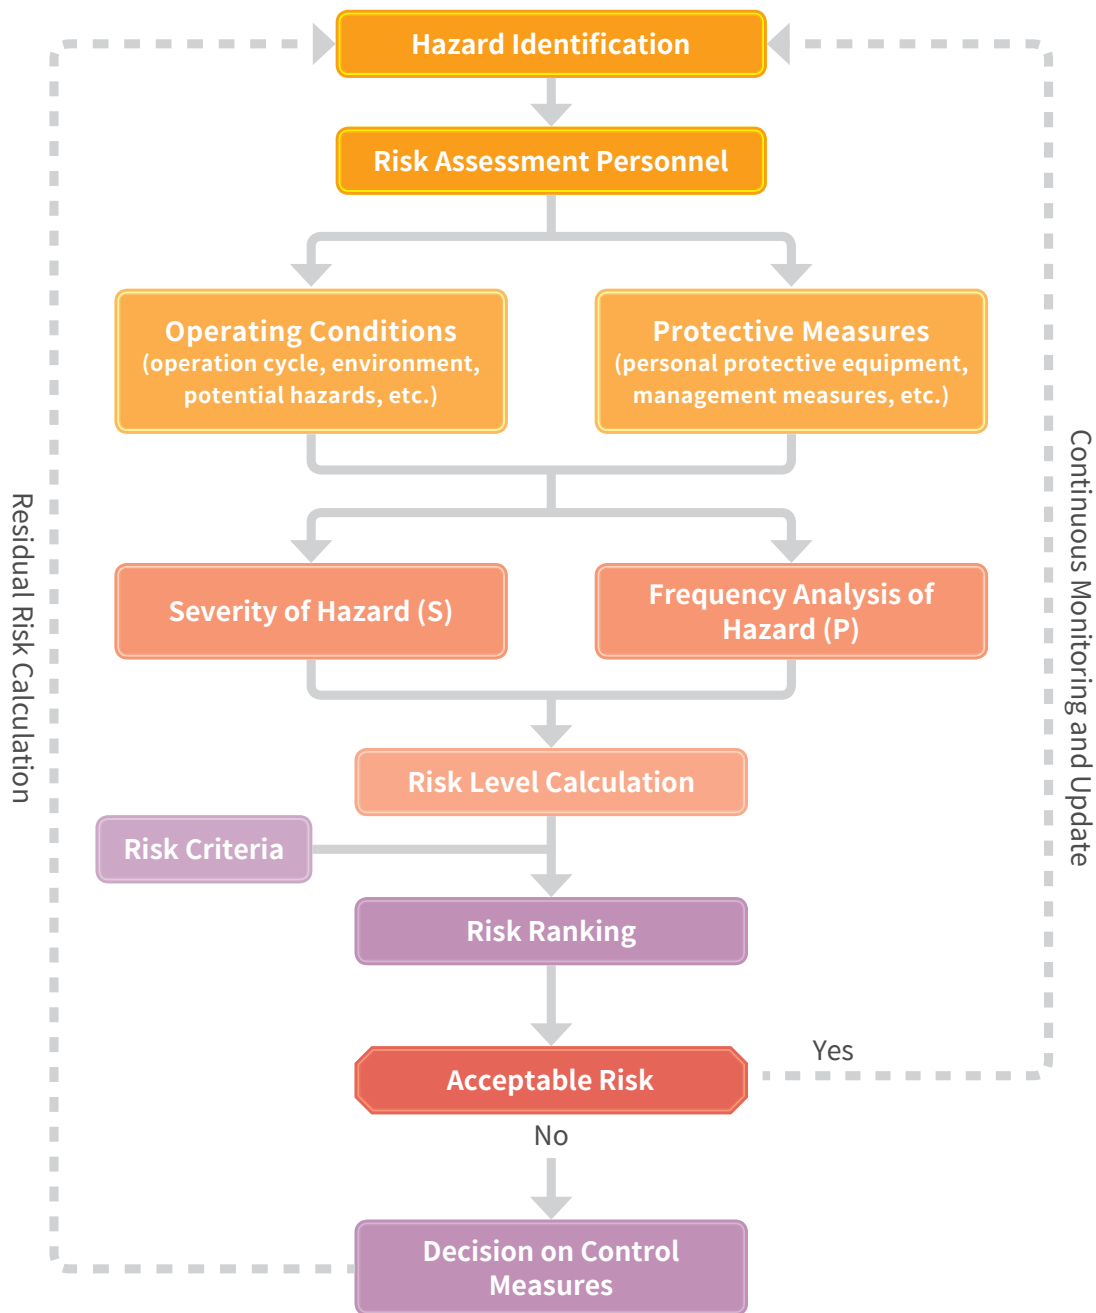 Hazard Identification
Risk Assessment Personnel
Operating Conditions
(operation cycle, environment,
potential hazards, etc.)
Protective Measures
(personal protective equipment,
management measures, etc.)
Severity of Hazard (S)
Frequency Analysis of
Hazard (P)
Risk Level Calculation
Risk Criteria
Risk Ranking
Acceptable Risk
Yes
No
Decision on Control
Measures
Residual Risk Calculation
Continuous Monitoring and Update